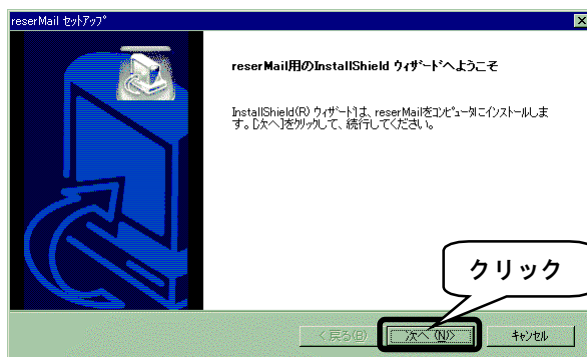 reserMail ｾｯﾄｱｯﾌﾟ
reserMail用のInstallShield ｳｨｻﾞｰﾄﾞへようこそ
InstallShield(R) ｳｨｻﾞｰﾄﾞは、reserMailをｺﾝﾋﾟｭｰﾀにインストールしま
す。[次へ]をｸﾘｯｸして、続行してください。
クリック
< 戻る(B)
次へ (N)>
ｷｬﾝｾﾙ